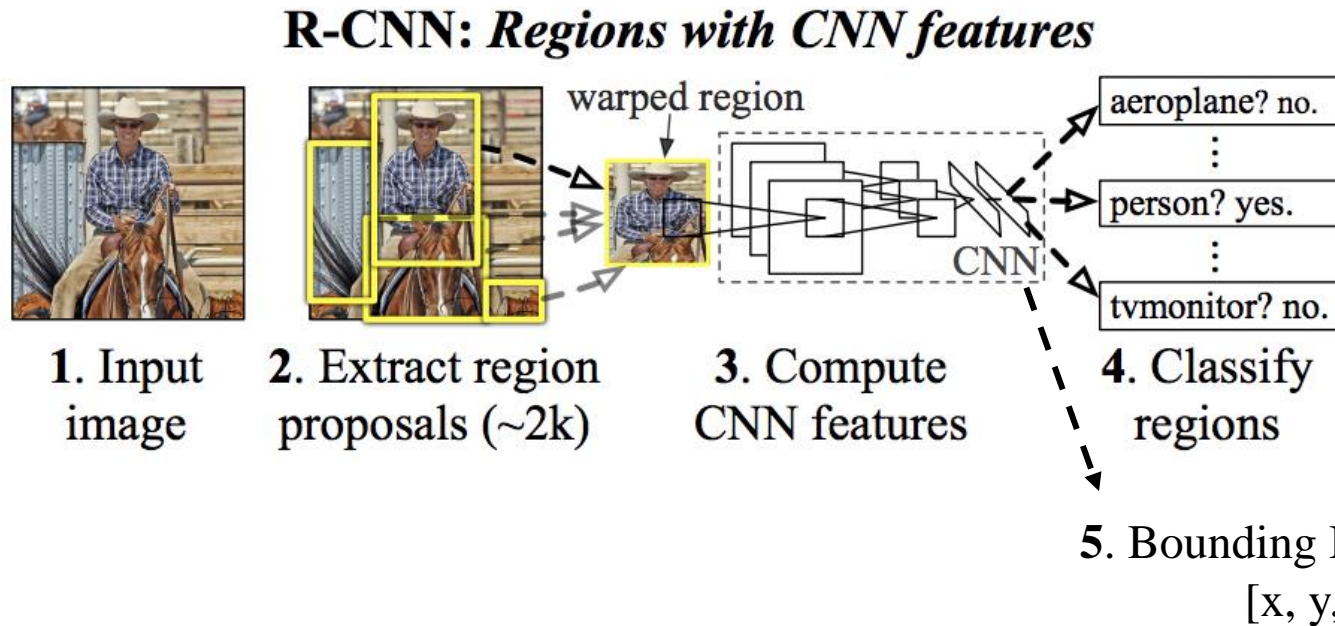 R-CNN: Regions with CNN features
warped region
aeroplane? no.
⋮
person? yes.
⋮
tvmonitor? no.
CNN
1. Input
image
2. Extract region
proposals (~2k)
3. Compute
CNN features
4. Classify
regions
5. Bounding
[x, y,